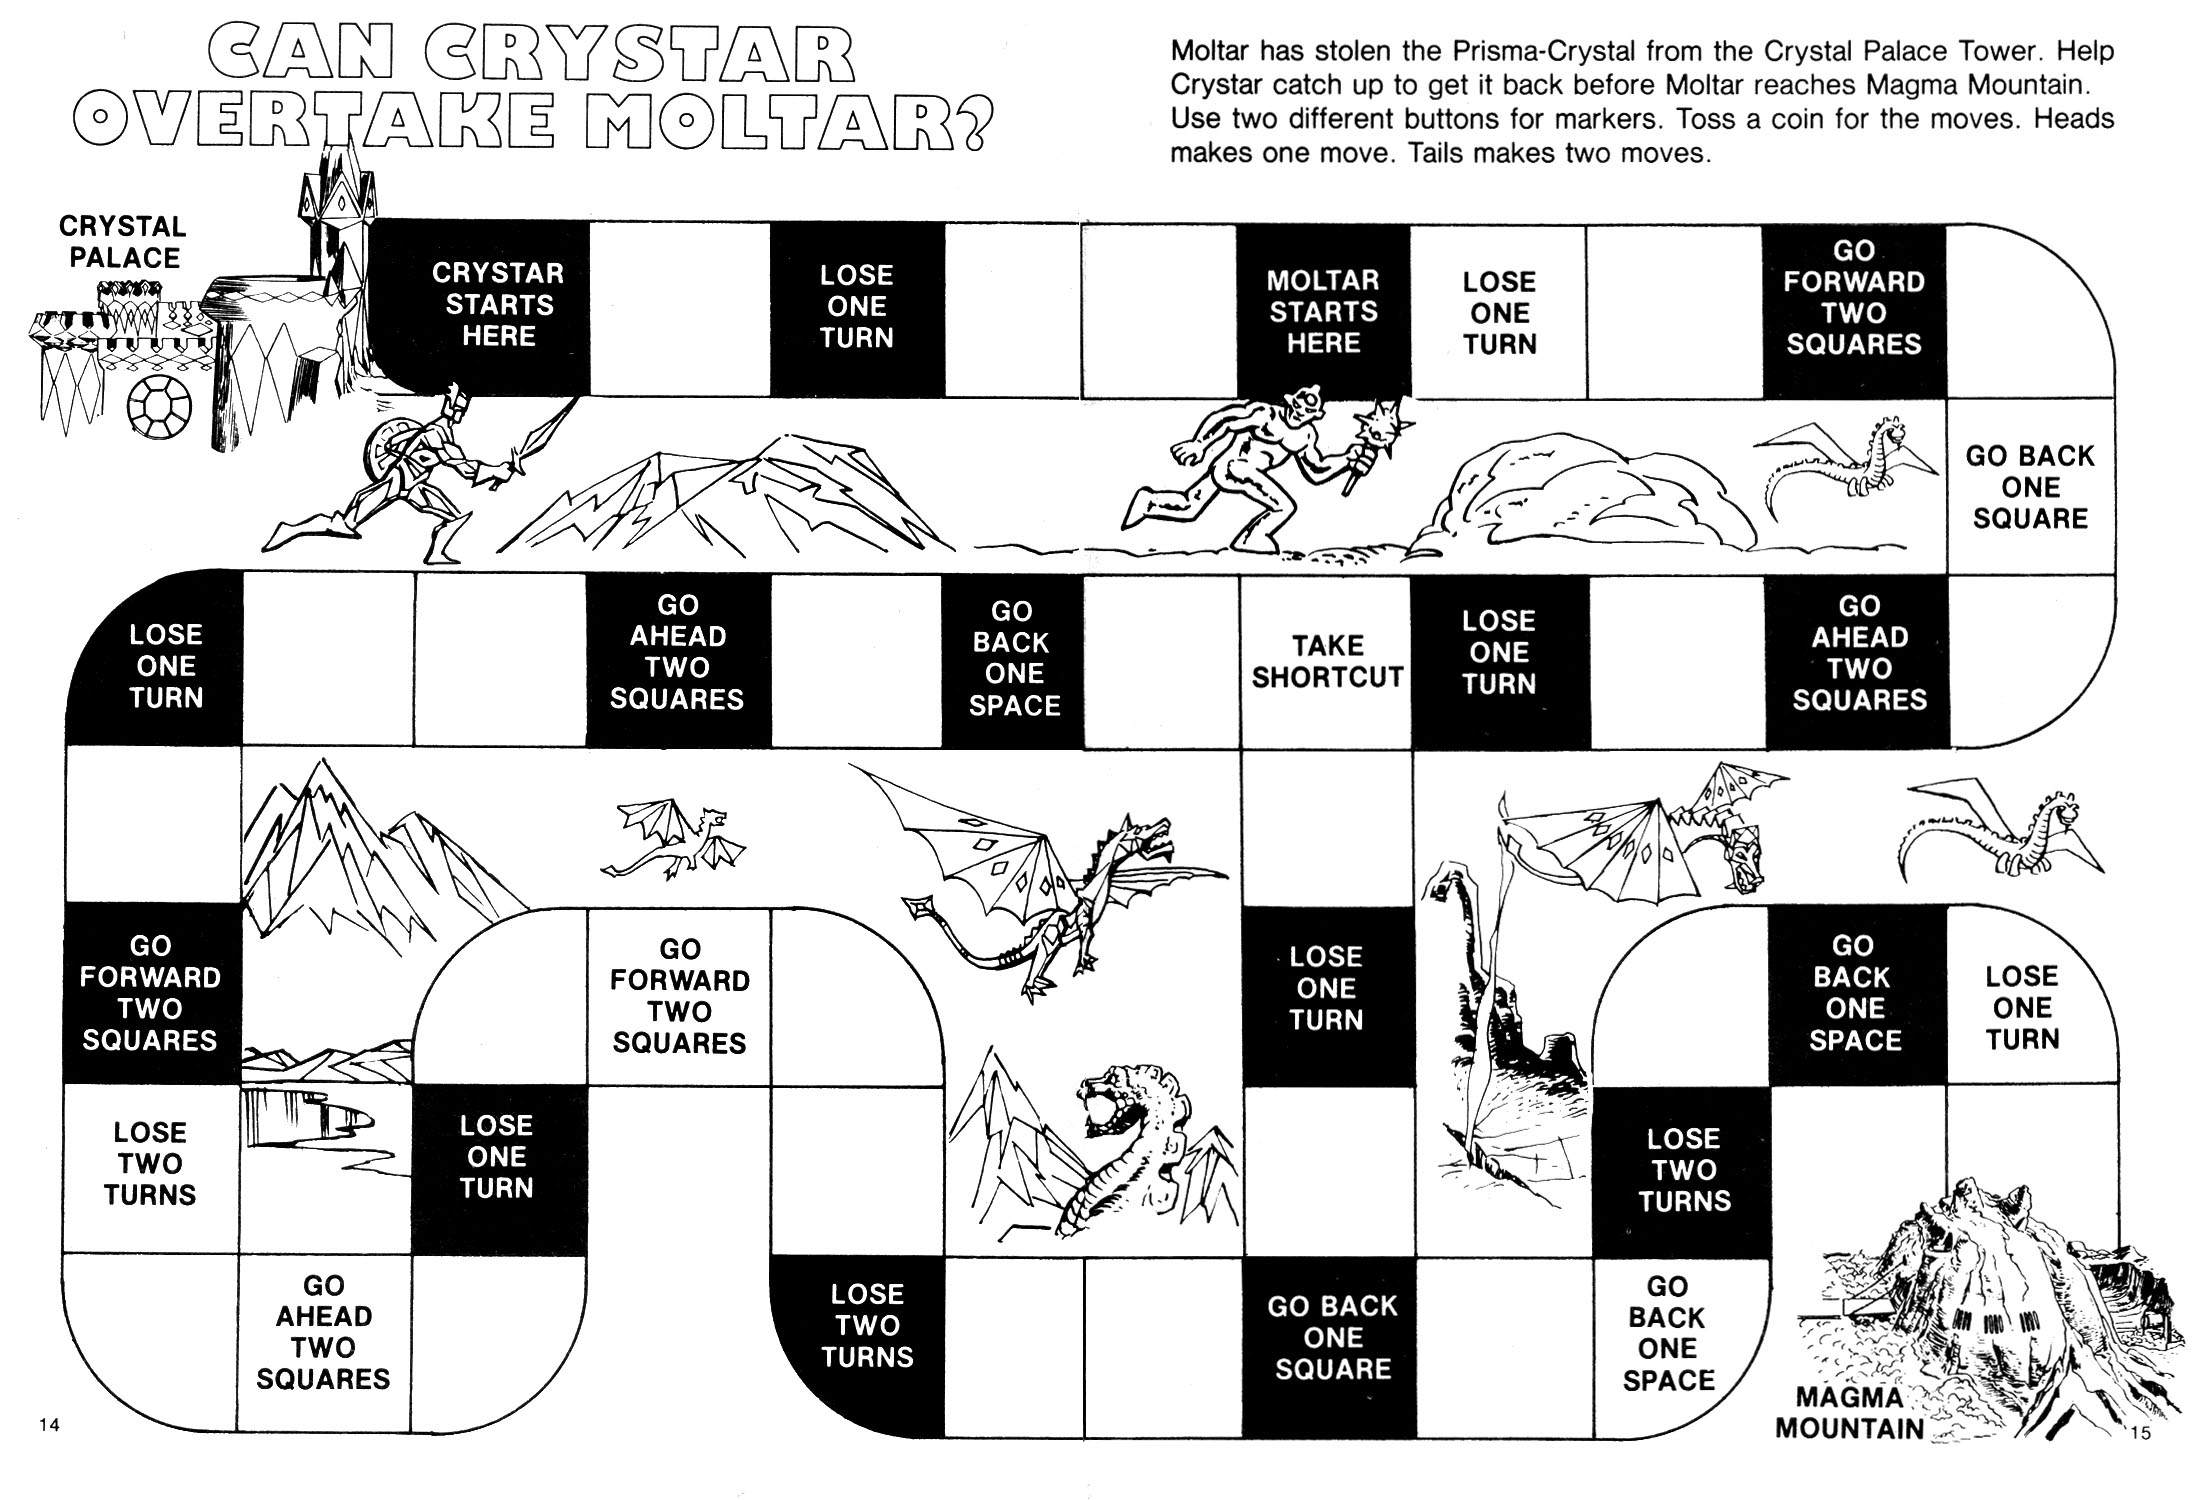 CAN CRYSTAR
OVERTAKE MOLTAR?
Moltar has stolen the Prisma-Crystal from the Crystal Palace Tower. Help
Crystar catch up to get it back before Moltar reaches Magma Mountain.
Use two different buttons for markers. Toss a coin for the moves. Heads
makes one move. Tails makes two moves.
CRYSTAL
PALACE
CRYSTAR
STARTS
HERE
LOSE
ONE
TURN
MOLTAR
STARTS
HERE
LOSE
ONE
TURN
GO
FORWARD
TWO
SQUARES
GO BACK
ONE
SQUARE
LOSE
ONE
TURN
GO
AHEAD
TWO
SQUARES
GO
BACK
ONE
SPACE
TAKE
SHORTCUT
LOSE
ONE
TURN
GO
AHEAD
TWO
SQUARES
GO
FORWARD
TWO
SQUARES
GO
FORWARD
TWO
SQUARES
LOSE
ONE
TURN
GO
BACK
ONE
SPACE
LOSE
ONE
TURN
LOSE
TWO
TURNS
LOSE
ONE
TURN
LOSE
TWO
TURNS
GO
AHEAD
TWO
SQUARES
LOSE
TWO
TURNS
GO BACK
ONE
SQUARE
GO
BACK
ONE
SPACE
MAGMA
MOUNTAIN
14
15